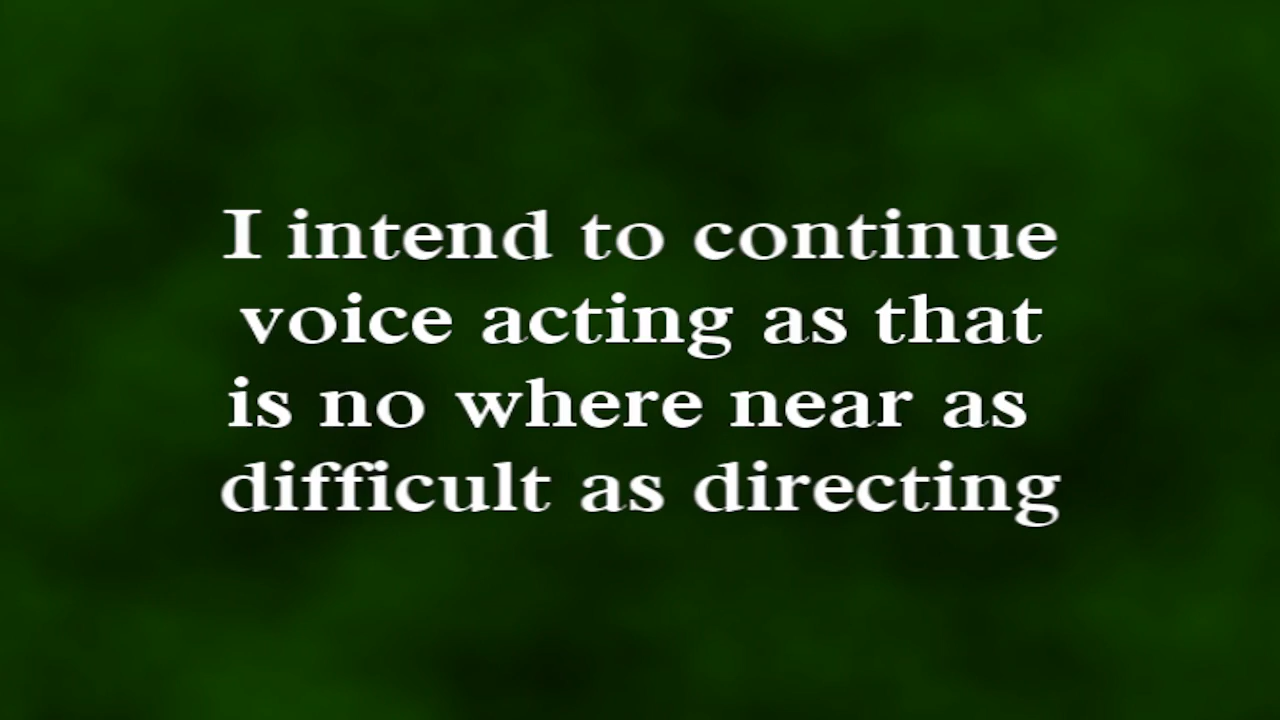 I intend to continue
voice acting as that
is no where near as
difficult as directing